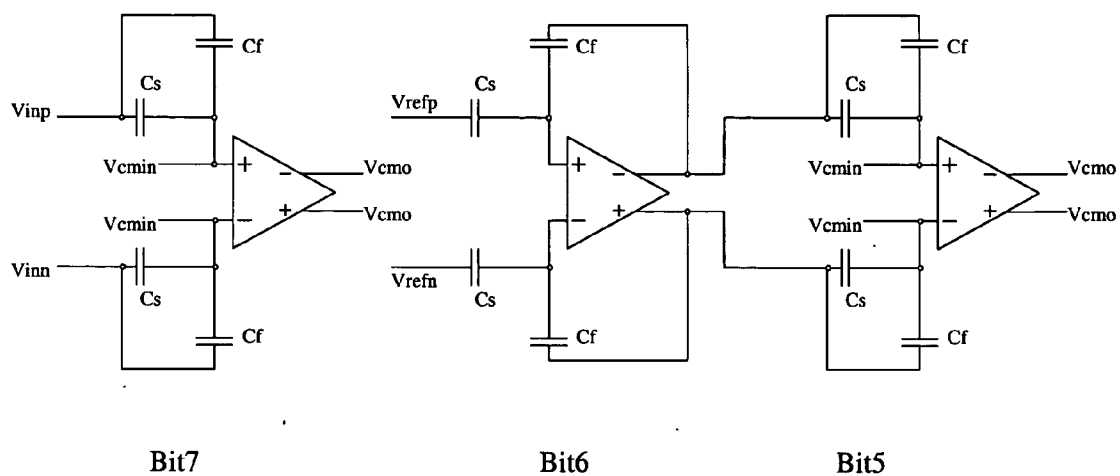 Cf
Cf
Cf
Cs
Cs
Cs
Vinp
Vrefp
Vcmin
+
−
Vcmo
+
−
Vcmin
+
−
Vcmo
Vcmin
−
+
Vcmo
−
+
Vcmin
−
+
Vcmo
Vinn
Vrefn
Cs
Cs
Cs
Cf
Cf
Cf
Bit7
Bit6
Bit5